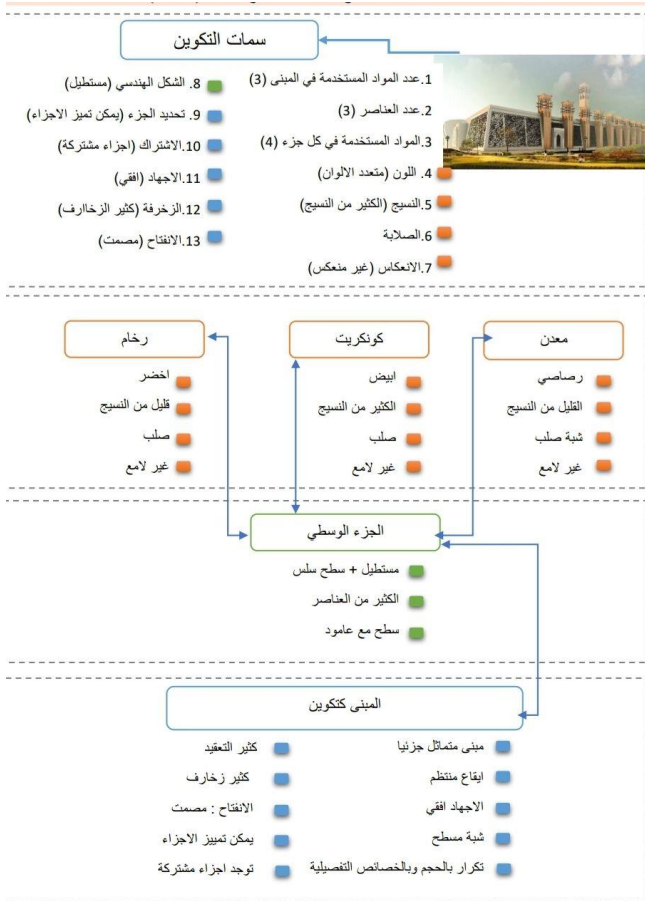 سمات التكوين
1.عدد المواد المستخدمة في المبنى (3)
2.عدد العناصر (3)
3.المواد المستخدمة في كل جزء (4)
4. اللون (متعدد الالوان)
5.النسيج (الكثير من النسيج)
6.الصلابة
7.الانعكاس (غير منعكس)
8. الشكل الهندسي (مستطيل)
9. تحديد الجزء (يمكن تميز الاجزاء)
10.الاشتراك (اجزاء مشتركة)
11.الاجهاد (افقي)
12.الزخرفة (كثير الزخاارف)
13.الانفتاح (مصمت)
معدن
رصاصي
القليل من النسيج
شبة صلب
غير لامع
كونكريت
ابيض
الكثير من النسيج
صلب
غير لامع
رخام
اخضر
قليل من النسيج
صلب
غير لامع
الجزء الوسطي
مستطيل + سطح سلس
الكثير من العناصر
سطح مع عامود
المبنى كتكوين
مبنى متماثل جزئيا
ايقاع منتظم
الاجهاد افقي
شبة مسطح
تكرار بالحجم وبالخصائص التفصيلية
كثير التعقيد
كثير زخارف
الانفتاح : مصمت
يمكن تمييز الاجزاء
توجد اجزاء مشتركة